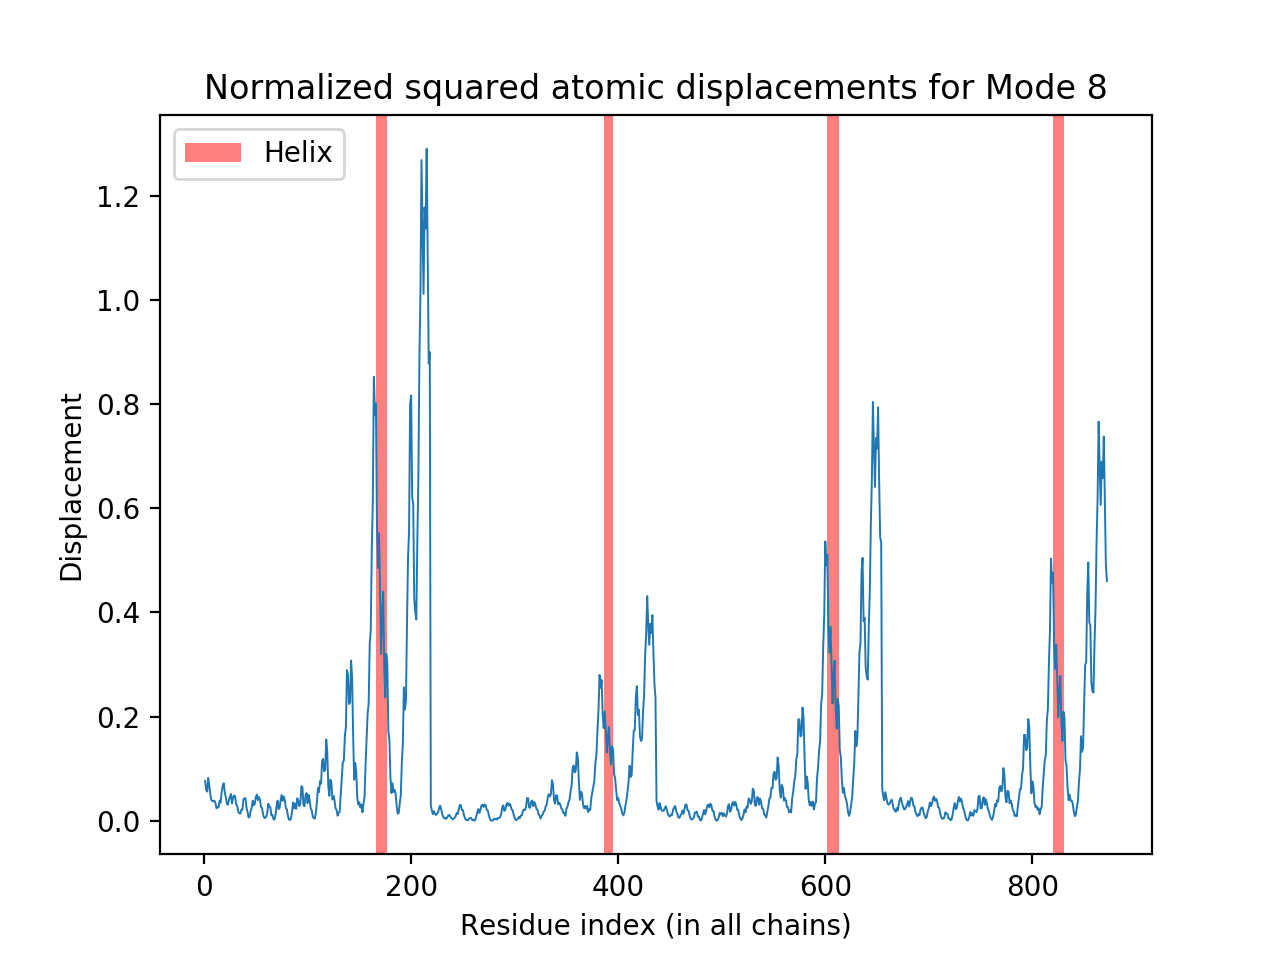 Normalized squared atomic displacements for Mode 8
Helix
1.2
1.0
0.8
0.6
0.4
0.2
0.0
Displacement
0 200 400 600 800
Residue index (in all chains)